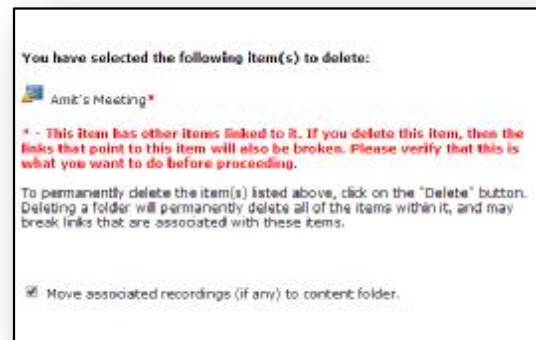 You have selected the following item(s) to delete:
Amit's Meeting*
* - This item has other items linked to it. If you delete this item, then the
links that point to this item will also be broken. Please verify that this is
what you want to do before proceeding.
To permanently delete the item(s) listed above, click on the "Delete" button.
Deleting a folder will permanently delete all of the items within it, and may
break links that are associated with these items.
Move associated recordings (if any) to content folder.